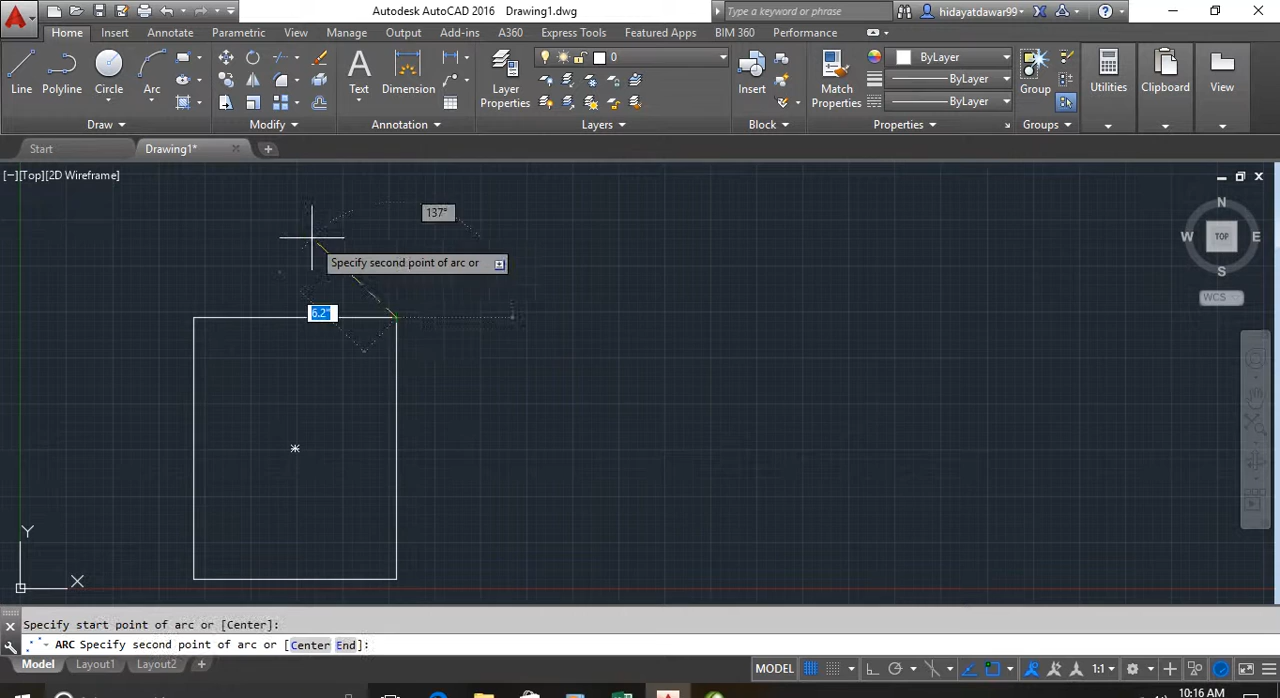 Autodesk AutoCAD 2016 Drawing1.dwg
Type a keyword or phrase
hidayatdawar99
Home Insert Annotate Parametric View Manage Output Add-ins A360 Express Tools Featured Apps BIM 360 Performance
Line
Polyline
Circle
Arc
Text
Dimension
Layer
Properties
0
Insert
Match
Properties
ByLayer
ByLayer
ByLayer
Group
Utilities
Clipboard
View
Draw Modify Annotation Layers Block Properties Groups
Start Drawing1*
[−][Top][2D Wireframe]
137°
Specify second point of arc or
6.2"
N
W TOP E
S
WCS
Y
X
Specify start point of arc or [Center]:
ARC Specify second point of arc or [Center End]:
Model Layout1 Layout2
MODEL 1:1
10:16 AM